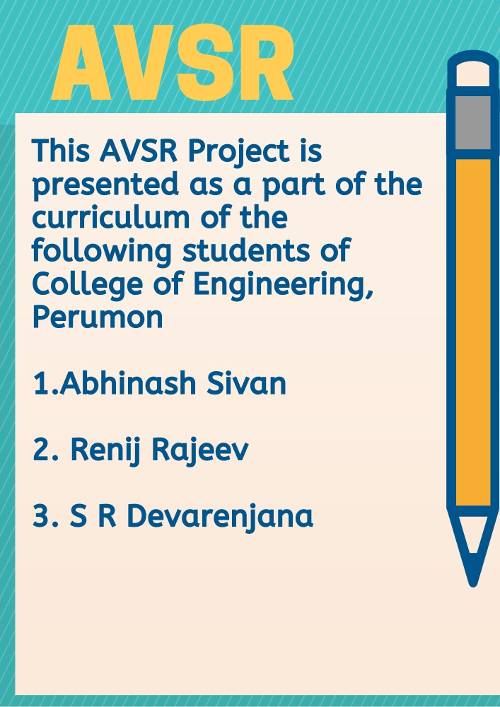 AVSR
This AVSR Project is
presented as a part of the
curriculum of the
following students of
College of Engineering,
Perumon
1.Abhinash Sivan
2. Renij Rajeev
3. S R Devarenjana